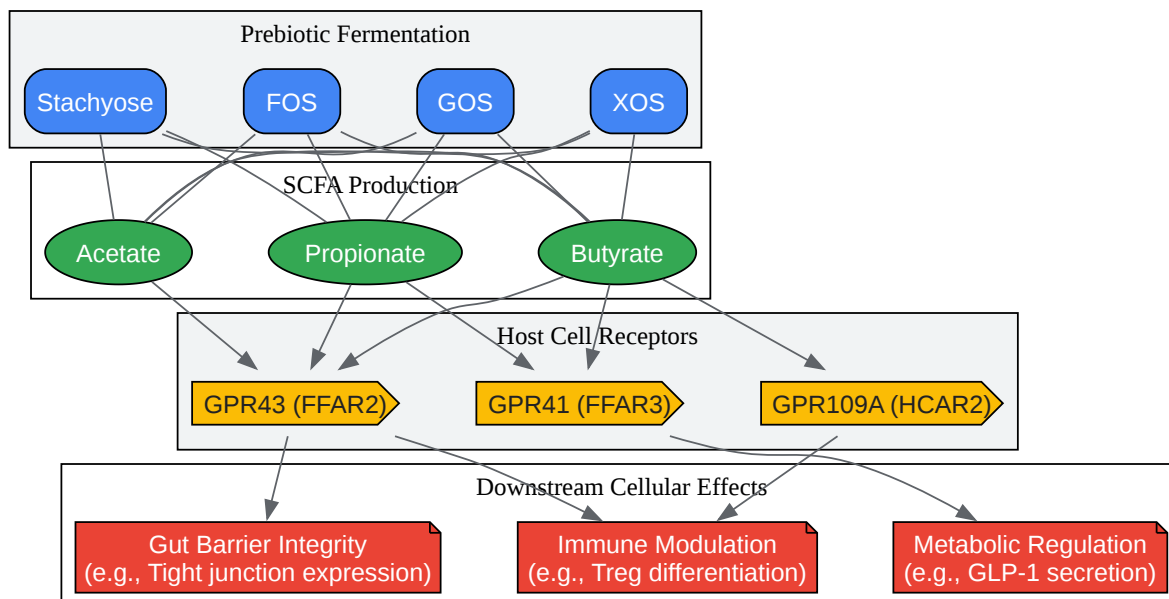 Prebiotic Fermentation
Stachyose
FOS
GOS
XOS
SCFA Production
Acetate
Propionate
Butyrate
Host Cell Receptors
GPR43 (FFAR2)
GPR41 (FFAR3)
GPR109A (HCAR2)
Downstream Cellular Effects
Gut Barrier Integrity
(e.g., Tight junction expression)
Immune Modulation
(e.g., Treg differentiation)
Metabolic Regulation
(e.g., GLP-1 secretion)